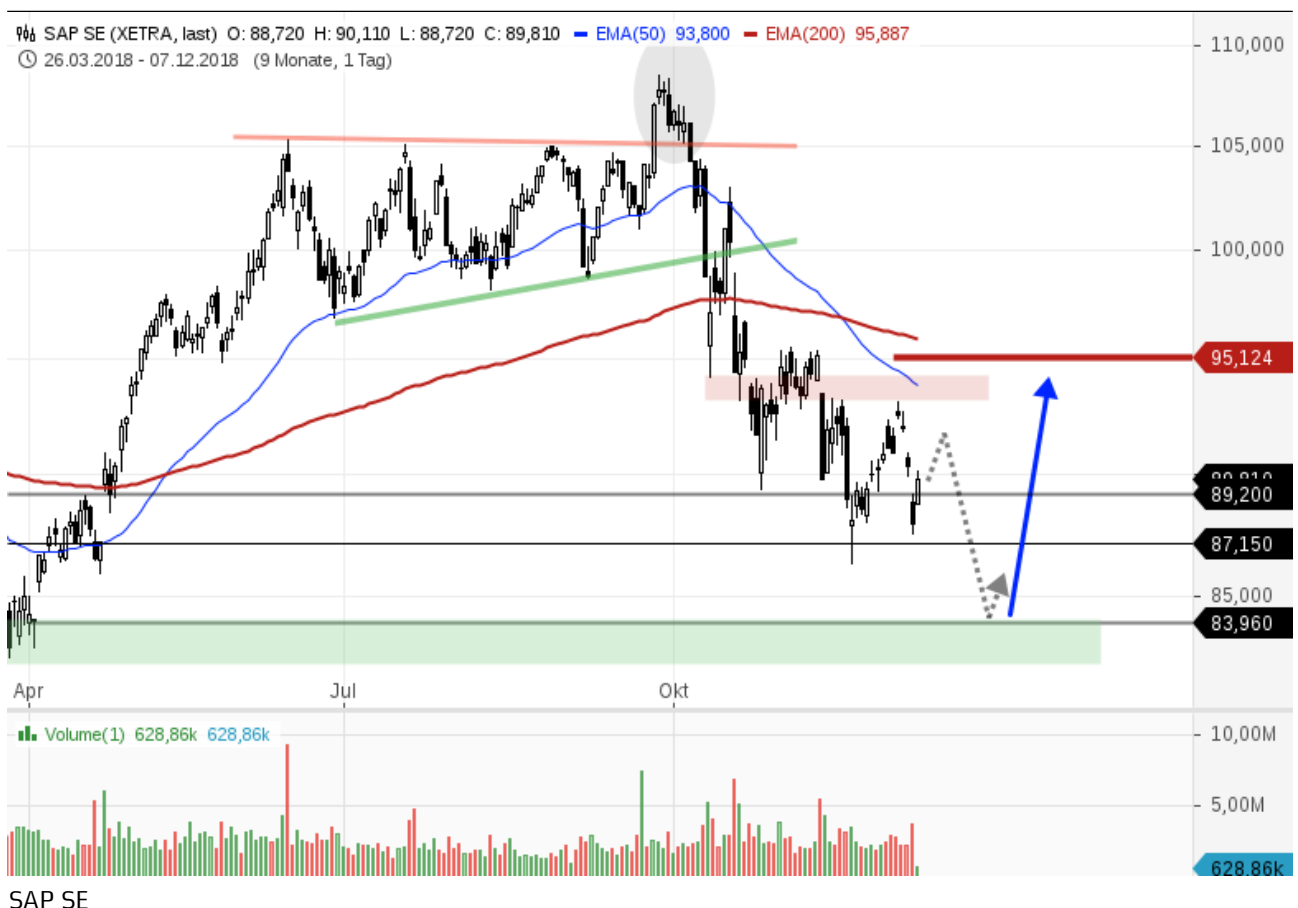 SAP SE (XETRA, last) O: 88,720 H: 90,110 L: 88,720 C: 89,810 EMA(50) 93,800 EMA(200) 95,887
26.03.2018 - 07.12.2018 (9 Monate, 1 Tag)
110,000
105,000
100,000
95,124
89,810
89,200
87,150
85,000
83,960
Apr Jul Okt
Volume(1) 628,86k 628,86k
10,00M
5,00M
628,86k
SAP SE